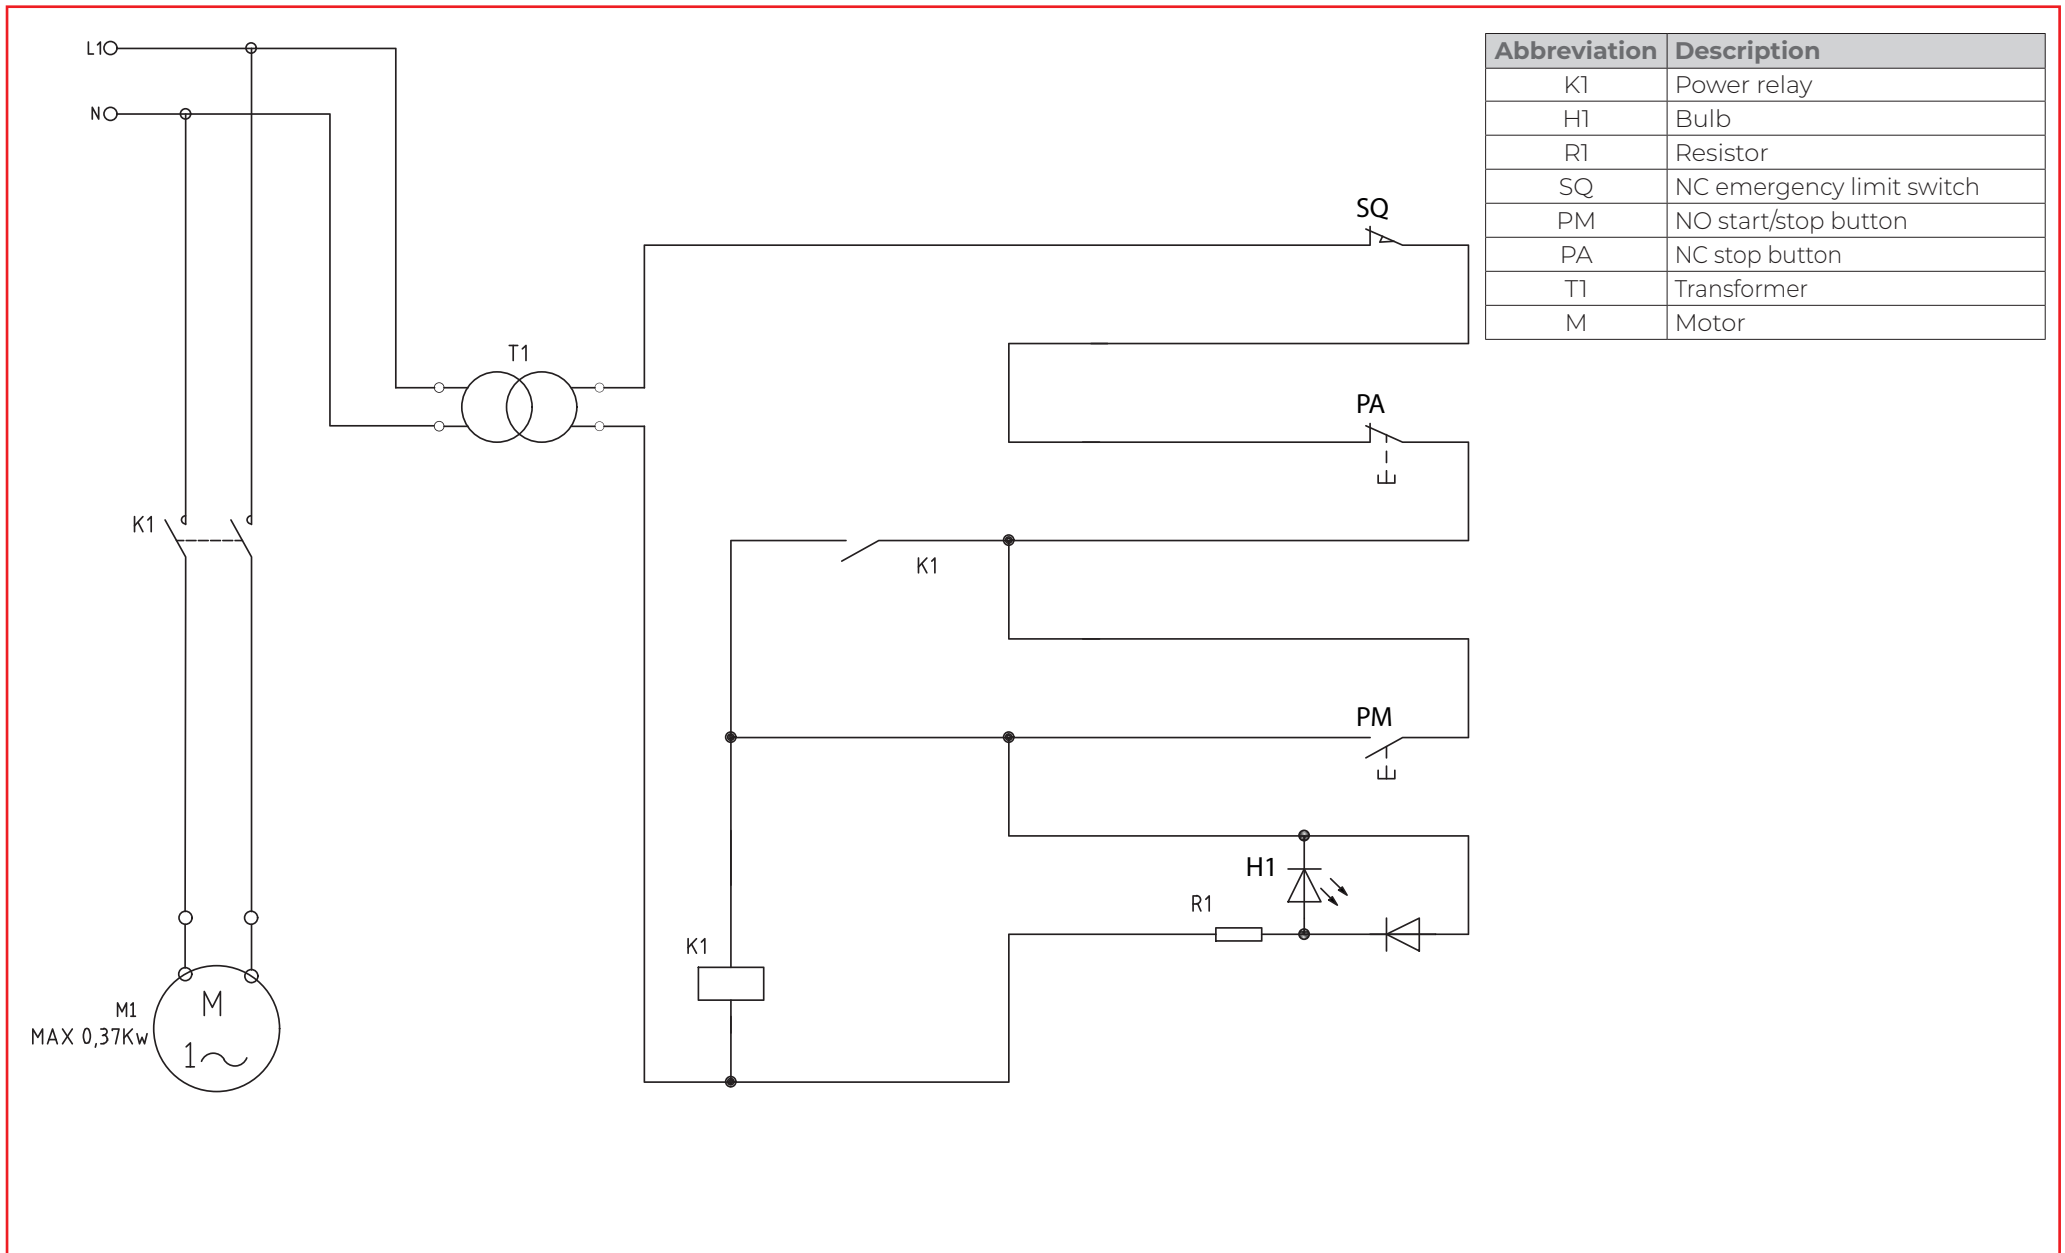 L1
N
Abbreviation Description
K1 Power relay
H1 Bulb
R1 Resistor
SQ NC emergency limit switch
PM NO start/stop button
PA NC stop button
T1 Transformer
M Motor
SQ
T1
PA
K1
K1
PM
H1
R1
K1
M
M1
MAX 0,37Kw
1~